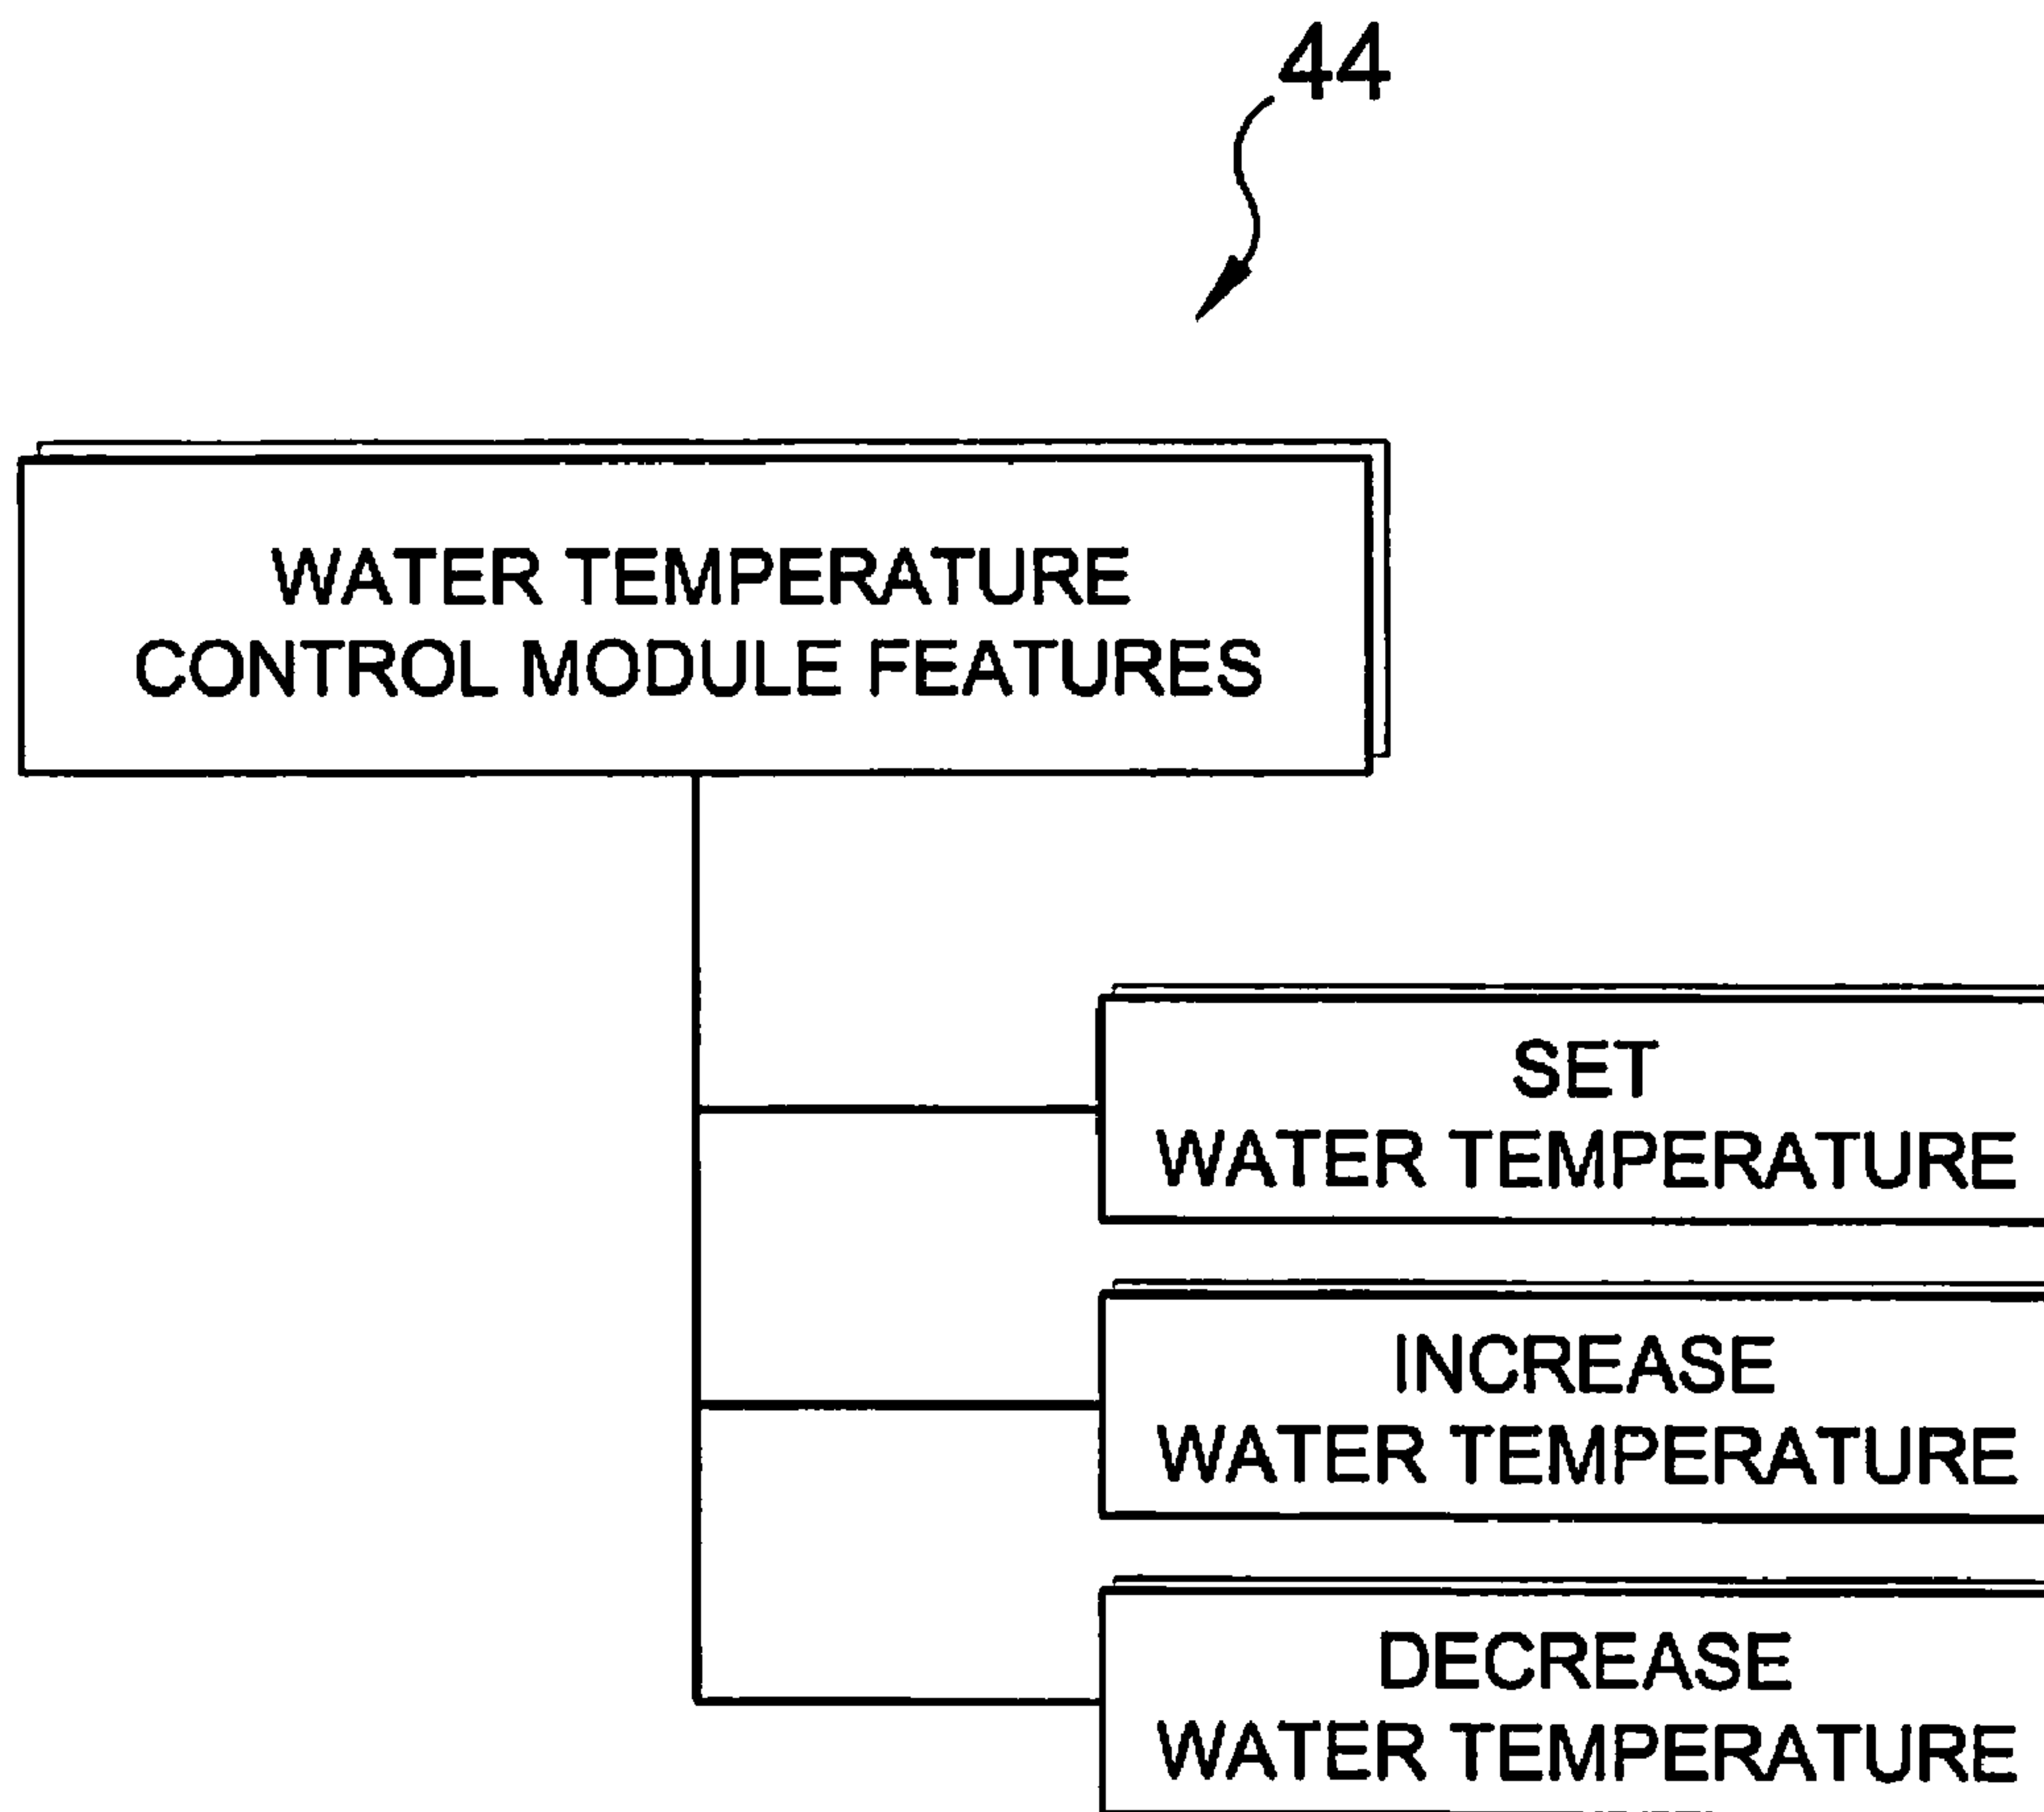 44
WATER TEMPERATURE
CONTROL MODULE FEATURES
SET
WATER TEMPERATURE
INCREASE
WATER TEMPERATURE
DECREASE
WATER TEMPERATURE